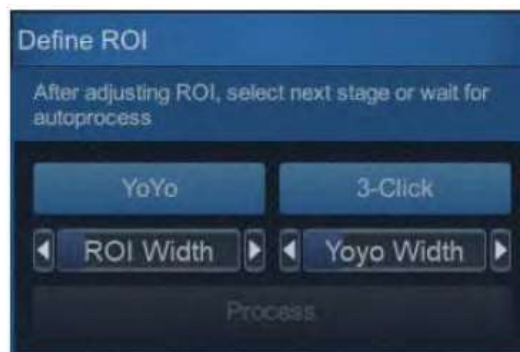 Define ROI
After adjusting ROI, select next stage or wait for
autoprocess
YoYo 3-Click
ROI Width Yoyo Width
Process